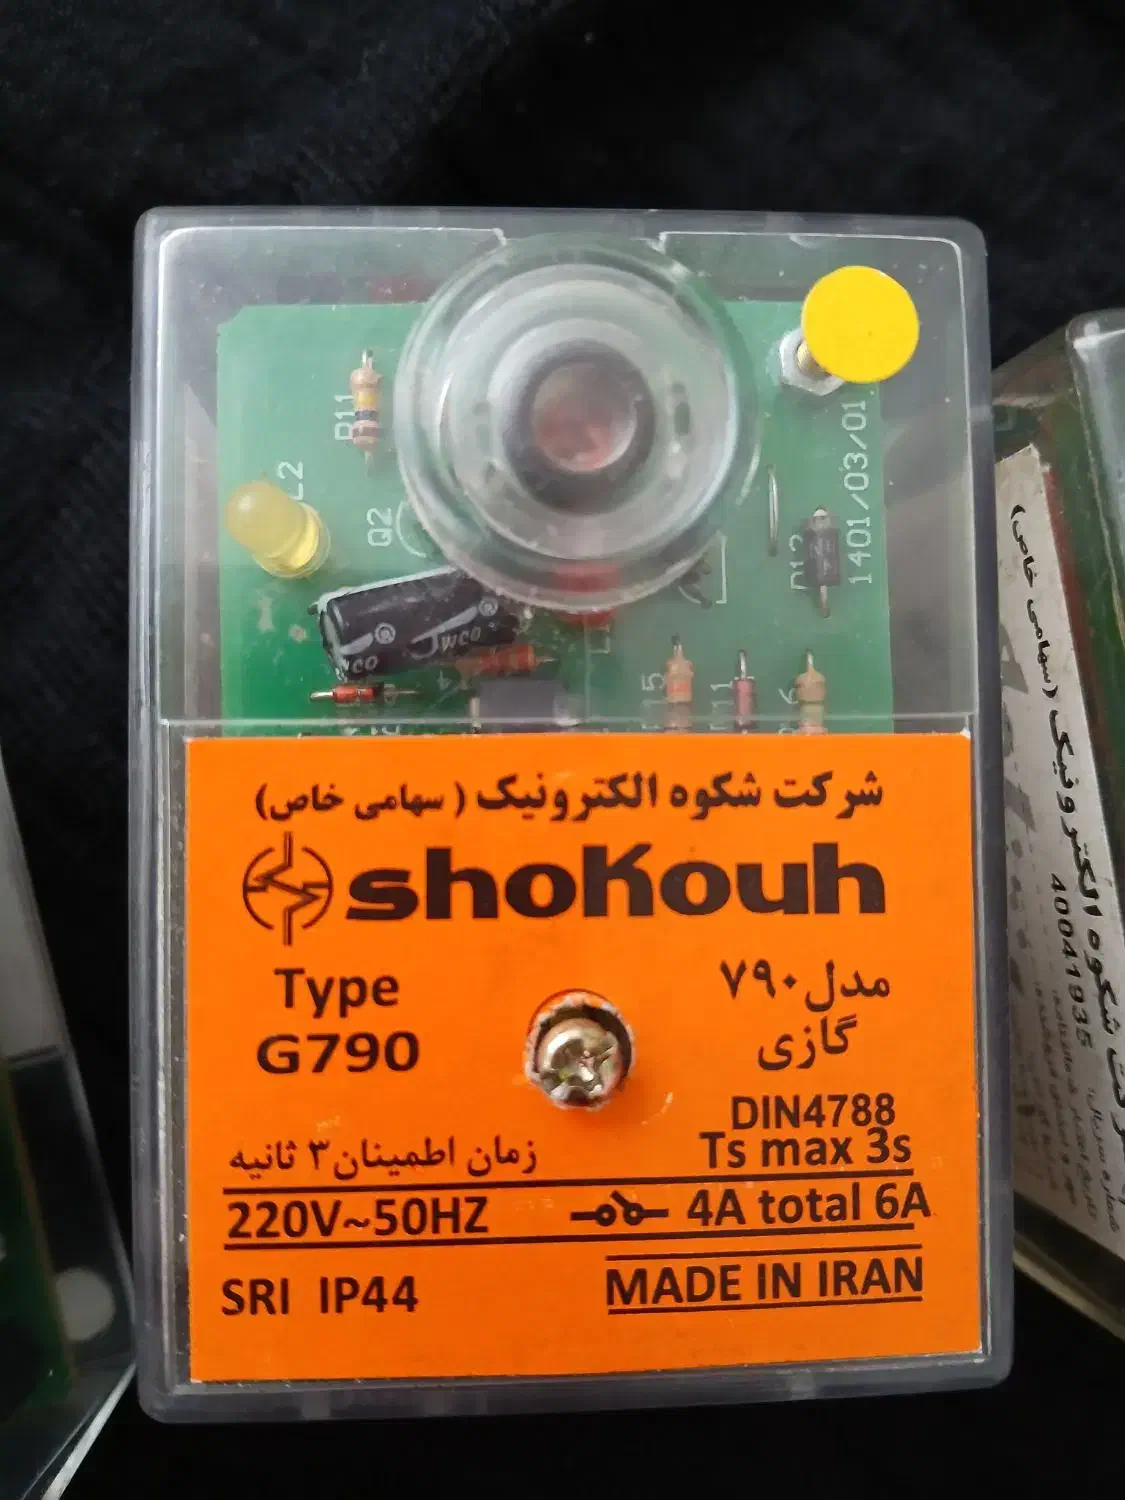 R11
L2
Q2
1401/03/01
D12
شرکت شکوه الکترونیک (سهامی خاص)
shokouh
Type
G790
مدل ۷۹۰
گازی
DIN4788
زمان اطمینان ۳ ثانیه
Ts max 3s
220V~50HZ
4A total 6A
SRI IP44
MADE IN IRAN
شرکت شکوه الکترونیک (سهامی خاص)
40041935